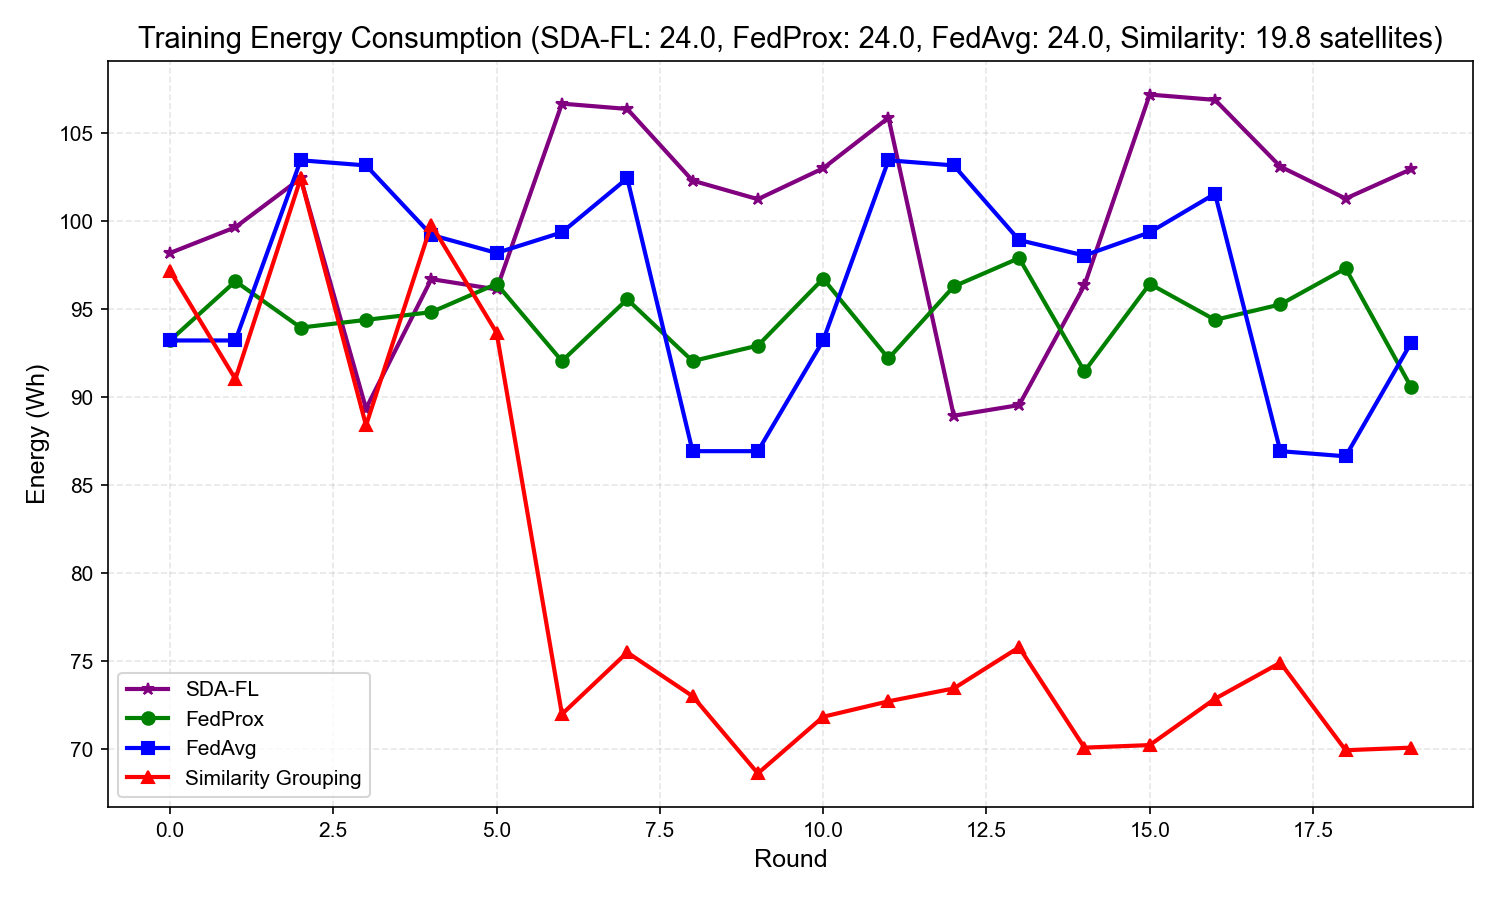 Training Energy Consumption (SDA-FL: 24.0, FedProx: 24.0, FedAvg: 24.0, Similarity: 19.8 satellites)
105
100
95
90
85
80
75
70
Energy (Wh)
SDA-FL
FedProx
FedAvg
Similarity Grouping
0.0 2.5 5.0 7.5 10.0 12.5 15.0 17.5
Round